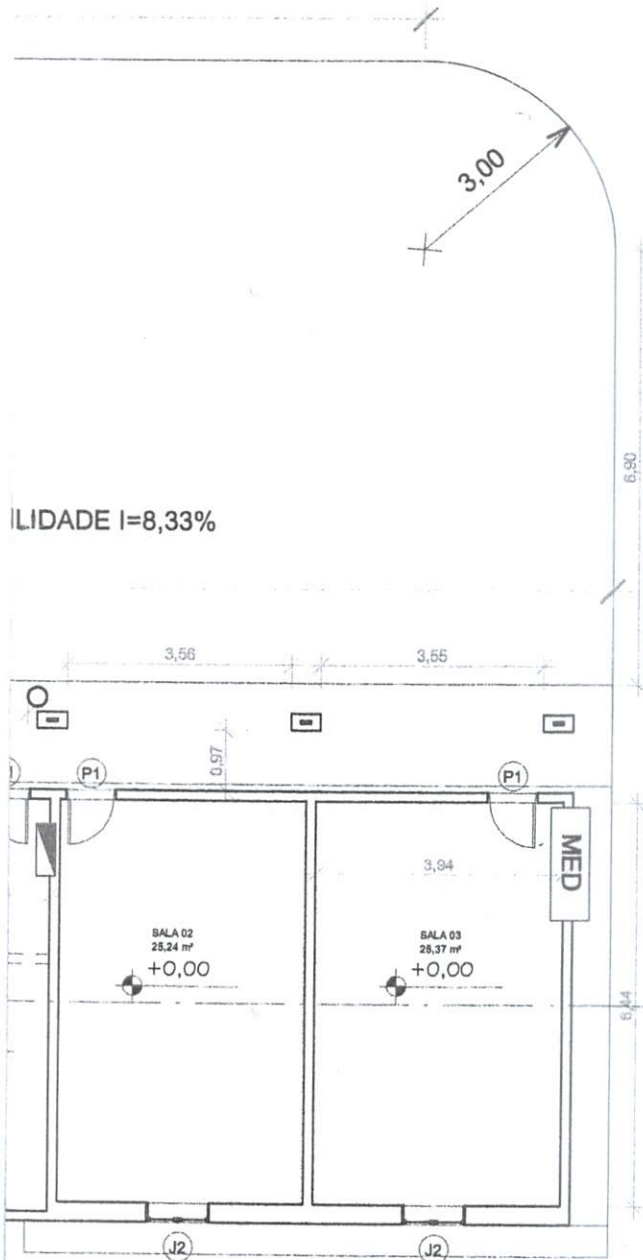 3,00
6,90
ILIDADE I=8,33%
3,56
3,55
0,97
P1
P1
MED
3,94
SALA 02
25,24 m²
+0,00
SALA 03
25,37 m²
+0,00
6,44
J2
J2